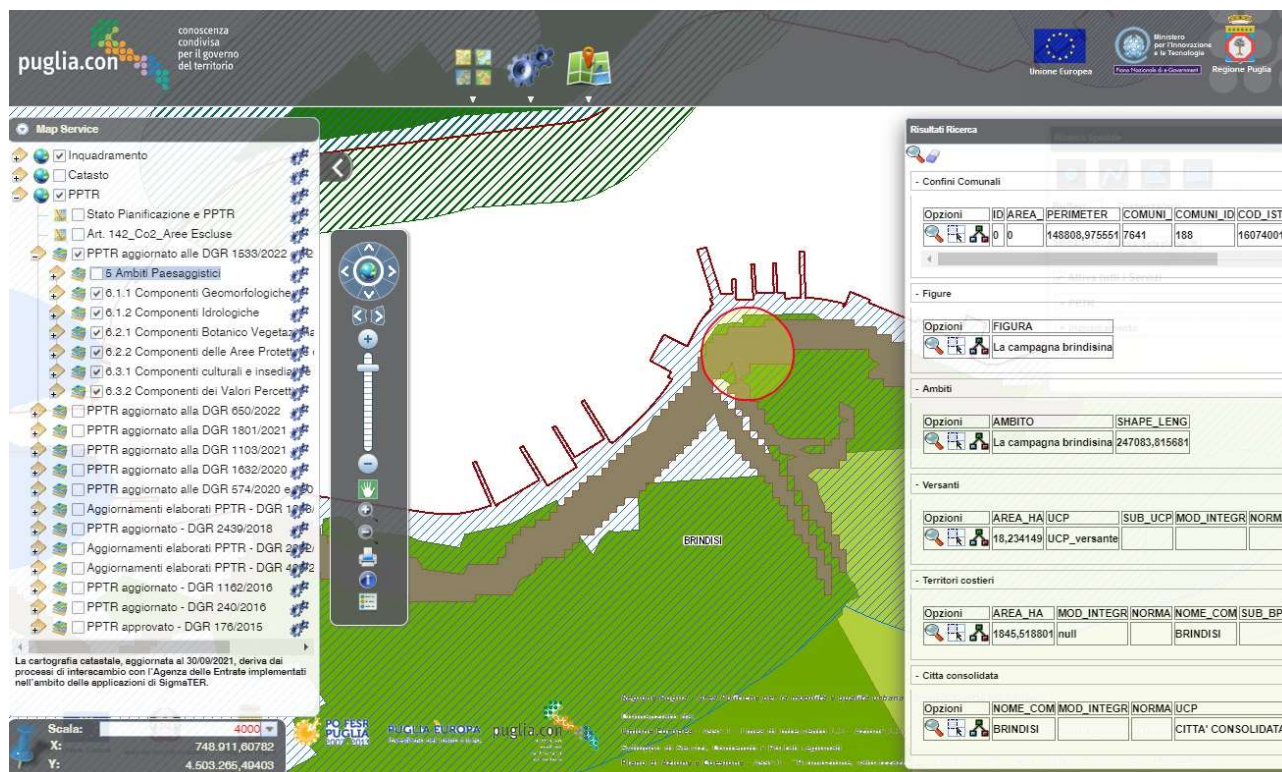 puglia.con
conoscenza
condivisa
per il governo
del territorio
Unione Europea
Ministero
per l'Innovazione
e le Tecnologie
Piano Nazionale di e-Government
Regione Puglia
Map Service
Inquadramento
Catasto
PPTR
Stato Pianificazione e PPTR
Art. 142_Co2_Aree Escluse
PPTR aggiornato alle DGR 1533/2022
5 Ambiti Paesaggistici
6.1.1 Componenti Geomorfologiche
6.1.2 Componenti Idrologiche
6.2.1 Componenti Botanico
6.2.2 Componenti delle Aree
6.3.1 Componenti culturali e
6.3.2 Componenti dei Valori
PPTR aggiornato alla DGR 650/2022
PPTR aggiornato alla DGR 1801/2021
PPTR aggiornato alla DGR 1103/2021
PPTR aggiornato alla DGR 1632/2020
PPTR aggiornato alle DGR 574/2020 e
Aggiornamenti elaborati PPTR - DGR
PPTR aggiornato - DGR 2439/2018
Aggiornamenti elaborati PPTR - DGR
Aggiornamenti elaborati PPTR - DGR
PPTR aggiornato - DGR 1162/2016
PPTR aggiornato - DGR 240/2016
PPTR approvato - DGR 176/2015
La cartografia catastale, aggiornata al 30/09/2021, deriva dai
processi di interscambio con l'Agenzia delle Entrate implementati
nell'ambito delle applicazioni di SigmaTER.
Scala: 4000
X: 748.911,60782
Y: 4.503.265,49403
BRINDISI
PO FESR
PUGLIA
2007 - 2013
PUGLIA EUROPA
puglia.con
Risultati Ricerca
- Confini Comunali
Opzioni ID AREA_ PERIMETER COMUNI_ COMUNI_ID COD_IST
0 0 148808,975551 7641 188 16074001
- Figure
Opzioni FIGURA
La campagna brindisina
- Ambiti
Opzioni AMBITO SHAPE_LENG
La campagna brindisina 247083,815681
- Versanti
Opzioni AREA_HA UCP SUB_UCP MOD_INTEGR NORM
18,234149 UCP_versante
- Territori costieri
Opzioni AREA_HA MOD_INTEGR NORMA NOME_COM SUB_BP
1845,518801 null BRINDISI
- Citta consolidata
Opzioni NOME_COM MOD_INTEGR NORMA UCP
BRINDISI CITTA' CONSOLIDATA